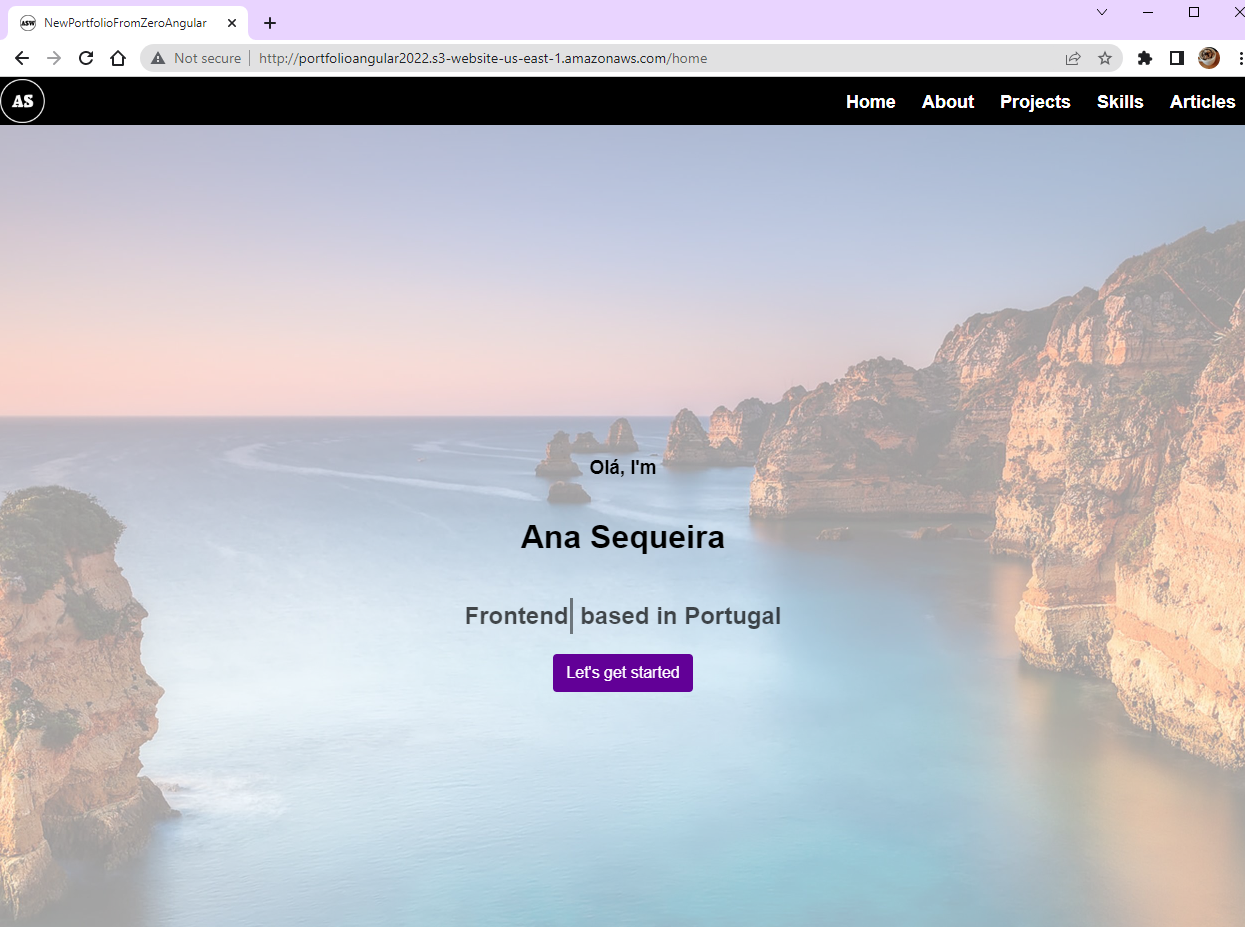 ASW NewPortfolioFromZeroAngular
Not secure http://portfolioangular2022.s3-website-us-east-1.amazonaws.com/home
AS Home About Projects Skills Articles
Olá, I'm
Ana Sequeira
Frontend| based in Portugal
Let's get started